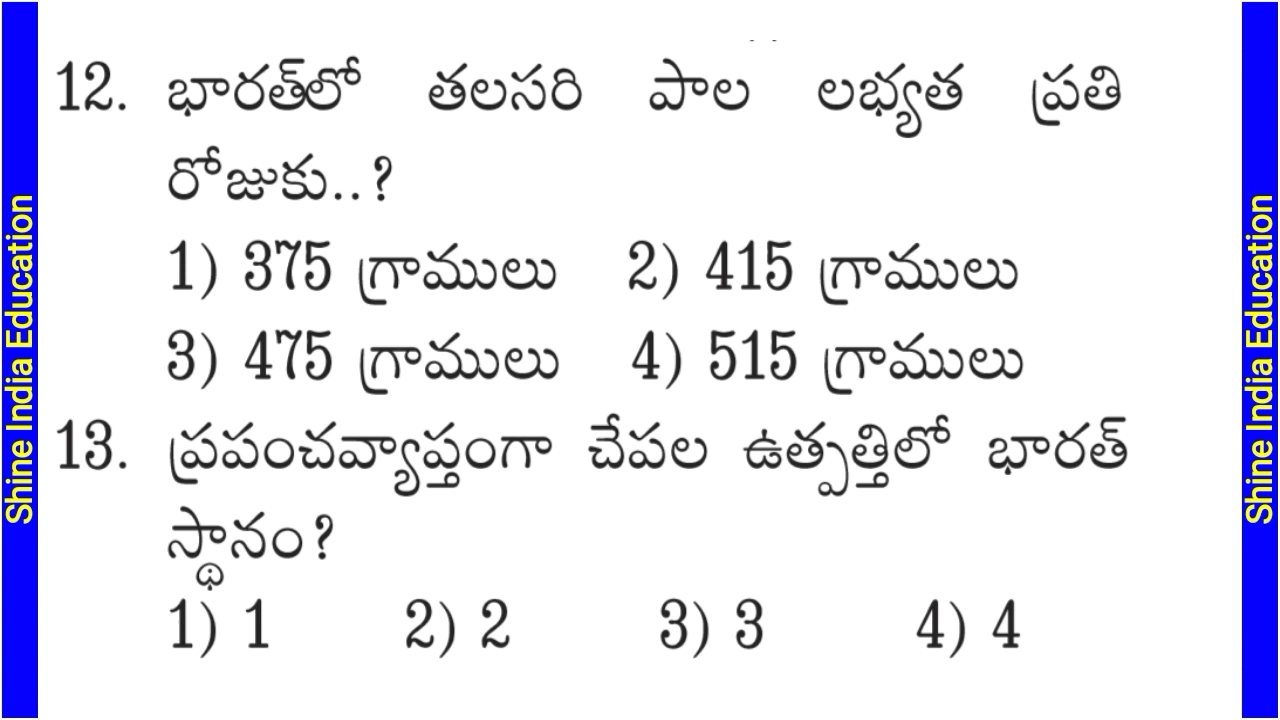 Shine India Education
12. భారత్‌లో తలసరి పాల లభ్యత ప్రతి
రోజుకు..?
1) 375 గ్రాములు 2) 415 గ్రాములు
3) 475 గ్రాములు 4) 515 గ్రాములు
13. ప్రపంచవ్యాప్తంగా చేపల ఉత్పత్తిలో భారత్
స్థానం?
1) 1 2) 2 3) 3 4) 4
Shine India Education